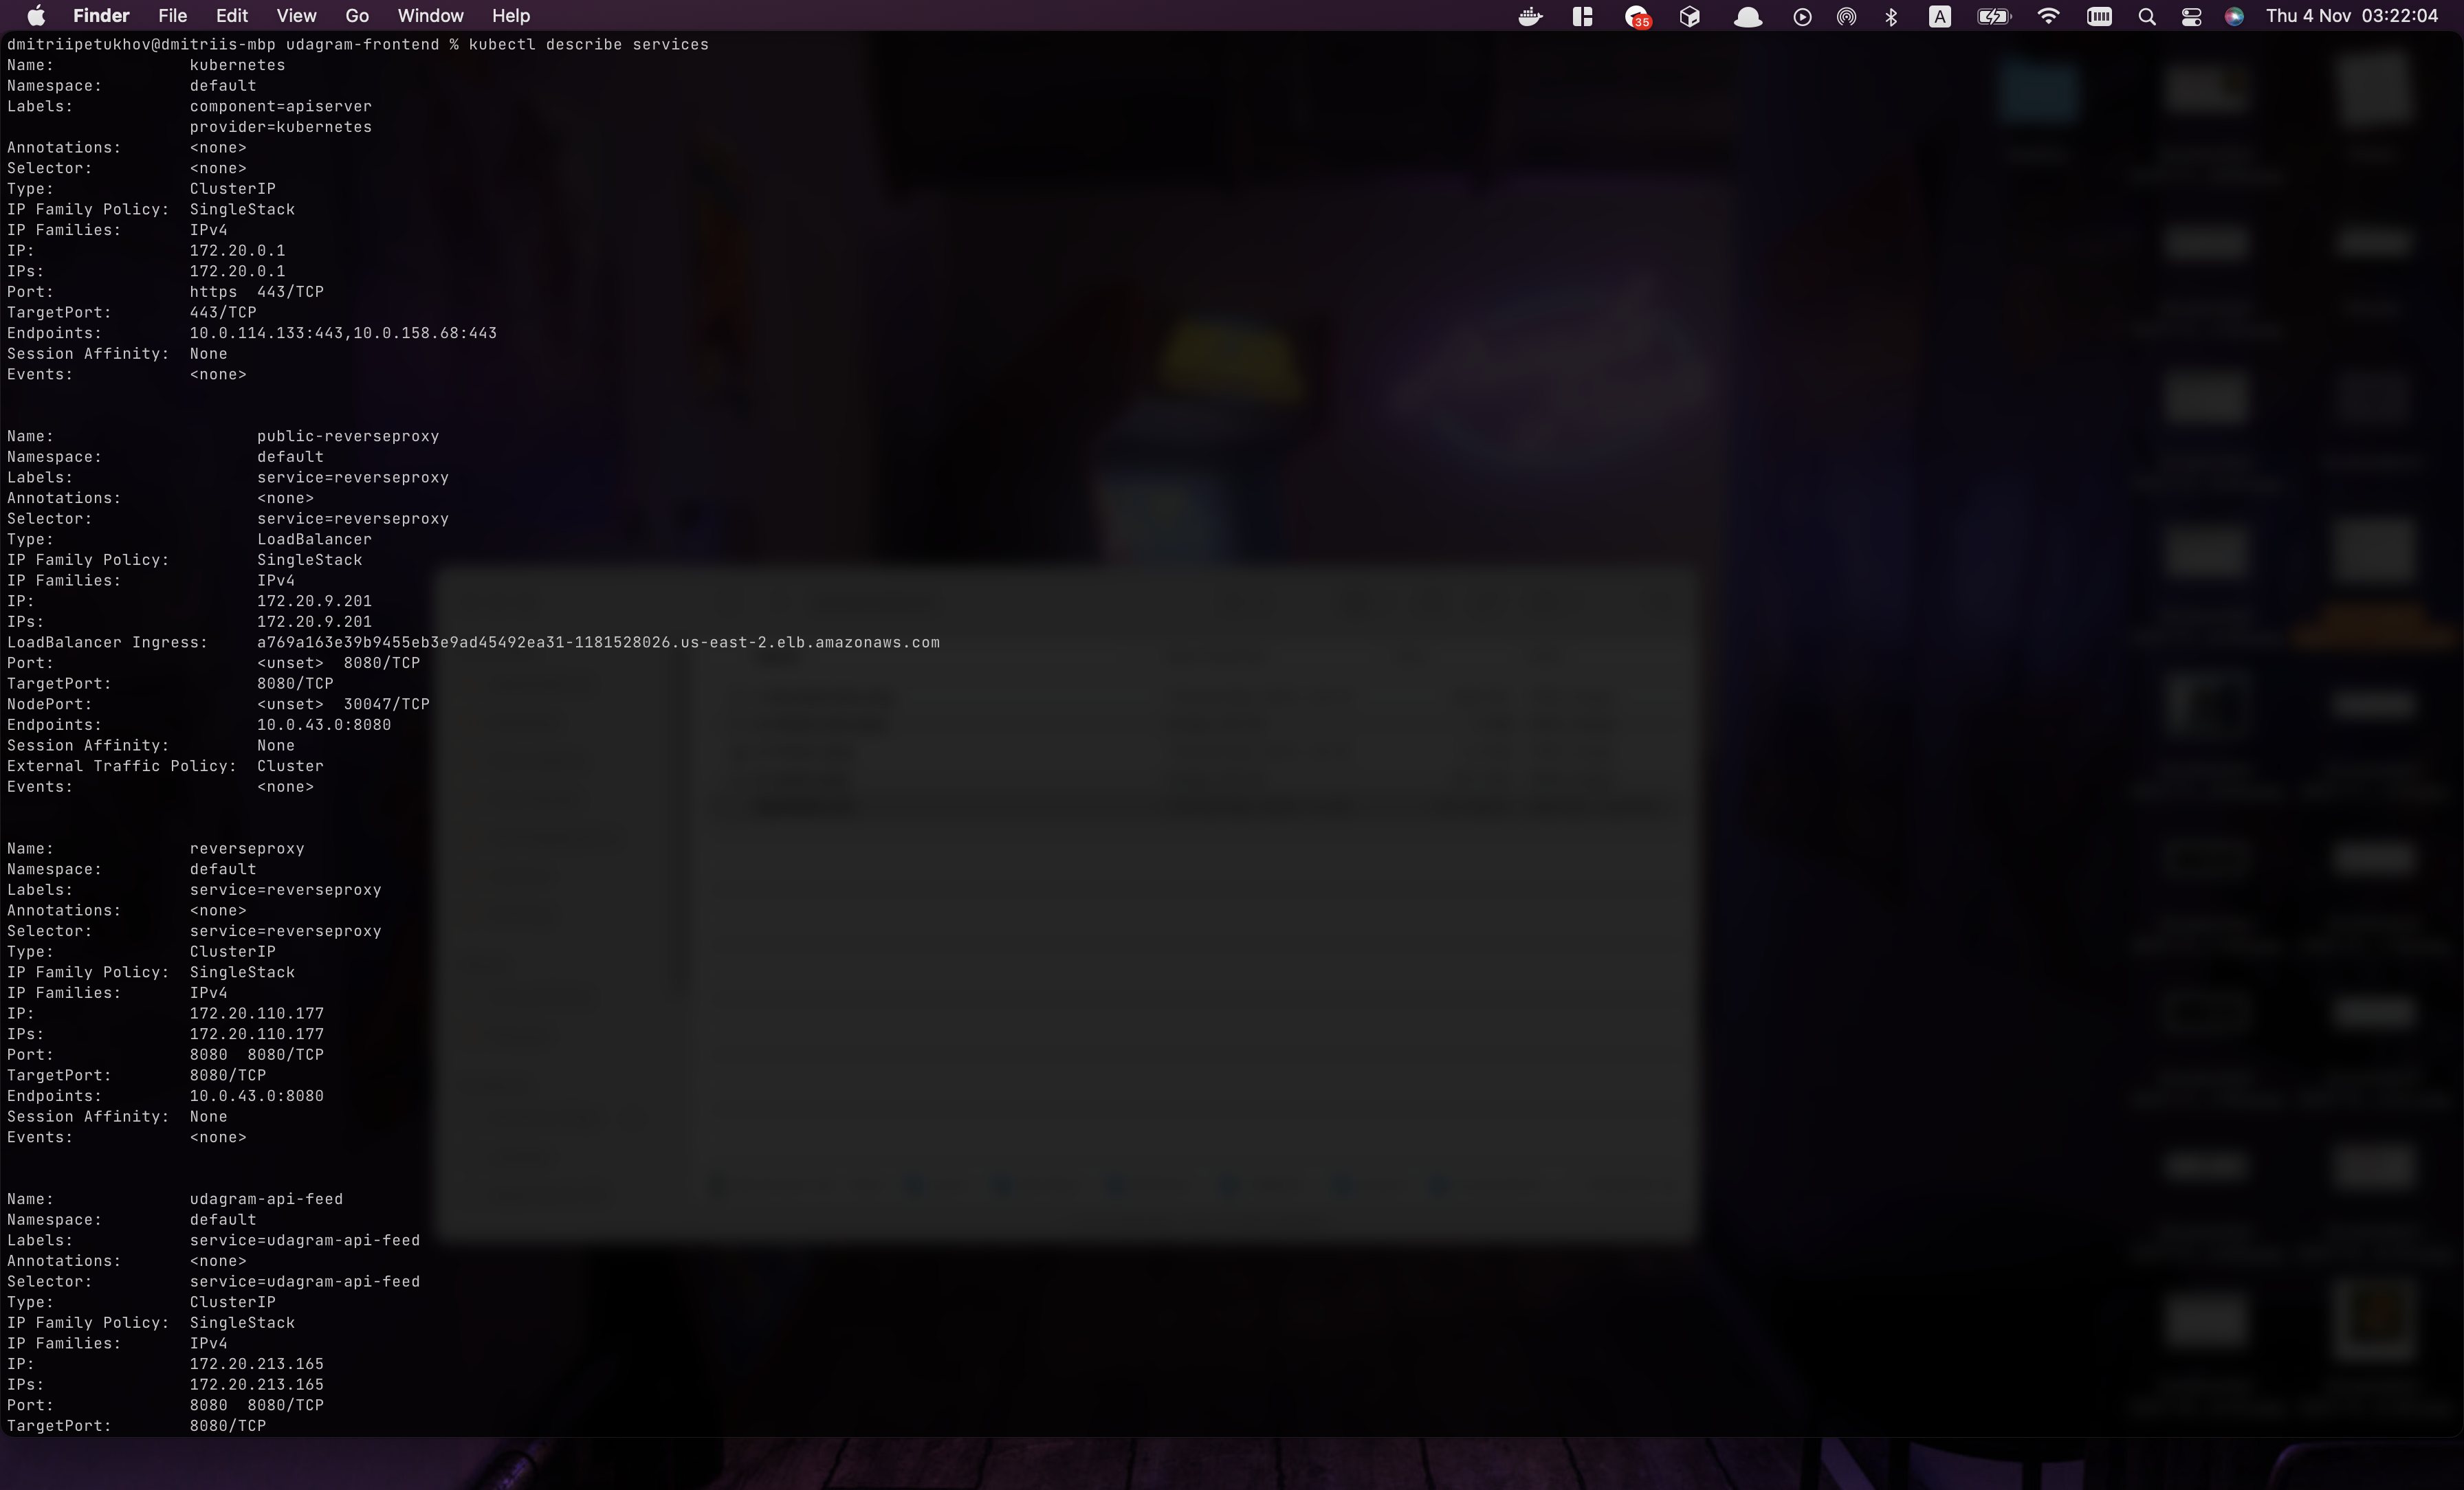 Finder File Edit View Go Window Help 35 A Thu 4 Nov 03:22:04
dmitriipetukhov@dmitriis-mbp udagram-frontend % kubectl describe services
Name: kubernetes
Namespace: default
Labels: component=apiserver
provider=kubernetes
Annotations: <none>
Selector: <none>
Type: ClusterIP
IP Family Policy: SingleStack
IP Families: IPv4
IP: 172.20.0.1
IPs: 172.20.0.1
Port: https 443/TCP
TargetPort: 443/TCP
Endpoints: 10.0.114.133:443,10.0.158.68:443
Session Affinity: None
Events: <none>
Name: public-reverseproxy
Namespace: default
Labels: service=reverseproxy
Annotations: <none>
Selector: service=reverseproxy
Type: LoadBalancer
IP Family Policy: SingleStack
IP Families: IPv4
IP: 172.20.9.201
IPs: 172.20.9.201
LoadBalancer Ingress: a769a163e39b9455eb3e9ad45492ea31-1181528026.us-east-2.elb.amazonaws.com
Port: <unset> 8080/TCP
TargetPort: 8080/TCP
NodePort: <unset> 30047/TCP
Endpoints: 10.0.43.0:8080
Session Affinity: None
External Traffic Policy: Cluster
Events: <none>
Name: reverseproxy
Namespace: default
Labels: service=reverseproxy
Annotations: <none>
Selector: service=reverseproxy
Type: ClusterIP
IP Family Policy: SingleStack
IP Families: IPv4
IP: 172.20.110.177
IPs: 172.20.110.177
Port: 8080 8080/TCP
TargetPort: 8080/TCP
Endpoints: 10.0.43.0:8080
Session Affinity: None
Events: <none>
Name: udagram-api-feed
Namespace: default
Labels: service=udagram-api-feed
Annotations: <none>
Selector: service=udagram-api-feed
Type: ClusterIP
IP Family Policy: SingleStack
IP Families: IPv4
IP: 172.20.213.165
IPs: 172.20.213.165
Port: 8080 8080/TCP
TargetPort: 8080/TCP